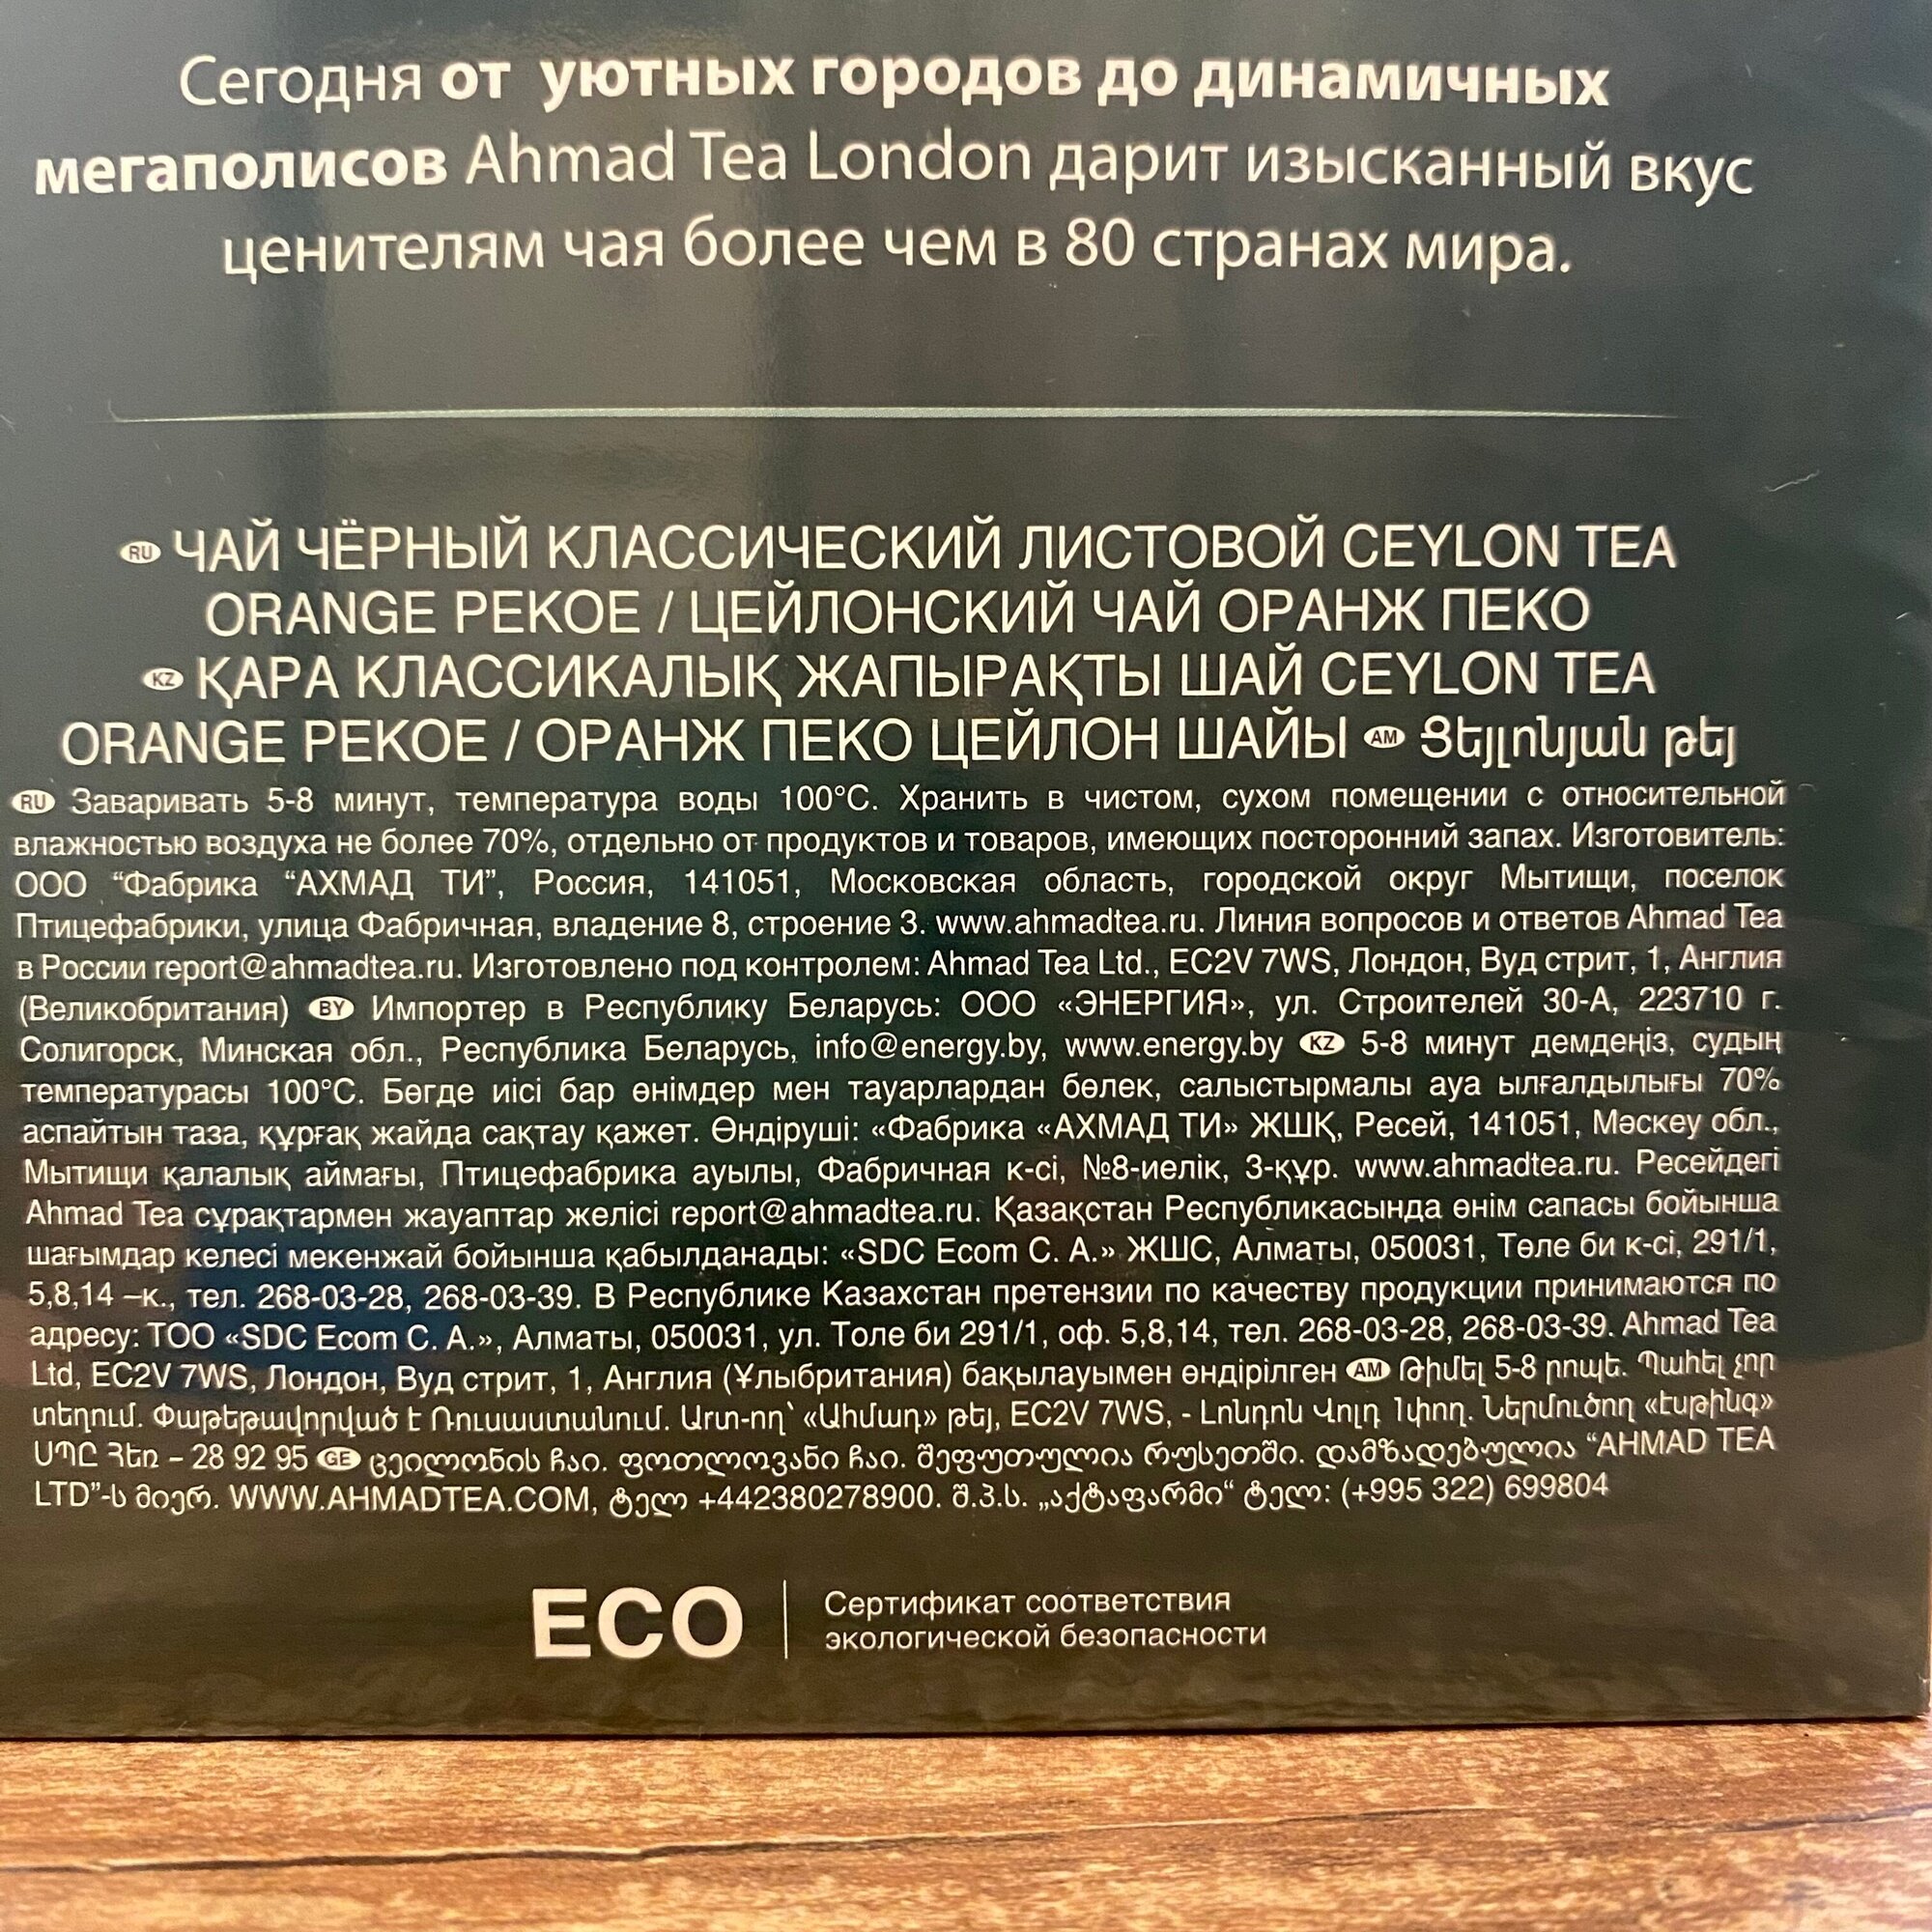 Сегодня от уютных городов до динамичных
мегаполисов Ahmad Tea London дарит изысканный вкус
ценителям чая более чем в 80 странах мира.
RU ЧАЙ ЧЁРНЫЙ КЛАССИЧЕСКИЙ ЛИСТОВОЙ CEYLON TEA
ORANGE PEKOE / ЦЕЙЛОНСКИЙ ЧАЙ ОРАНЖ ПЕКО
KZ ҚАРА КЛАССИКАЛЫҚ ЖАПЫРАҚТЫ ШАЙ CEYLON TEA
ORANGE PEKOE / ОРАНЖ ПЕКО ЦЕЙЛОН ШАЙЫ AM Ցեյլոնյան թեյ
RU Заваривать 5-8 минут, температура воды 100°C. Хранить в чистом, сухом помещении с относительной
влажностью воздуха не более 70%, отдельно от продуктов и товаров, имеющих посторонний запах. Изготовитель:
ООО “Фабрика “АХМАД ТИ”, Россия, 141051, Московская область, городской округ Мытищи, поселок
Птицефабрики, улица Фабричная, владение 8, строение 3. www.ahmadtea.ru. Линия вопросов и ответов Ahmad Tea
в России report@ahmadtea.ru. Изготовлено под контролем: Ahmad Tea Ltd., EC2V 7WS, Лондон, Вуд стрит, 1, Англия
(Великобритания) BY Импортер в Республику Беларусь: ООО «ЭНЕРГИЯ», ул. Строителей 30-А, 223710 г.
Солигорск, Минская обл., Республика Беларусь, info@energy.by, www.energy.by KZ 5-8 минут демдеңіз, судың
температурасы 100°C. Бөгде иісі бар өнімдер мен тауарлардан бөлек, салыстырмалы ауа ылғалдылығы 70%
аспайтын таза, құрғақ жайда сақтау қажет. Өндіруші: «Фабрика «АХМАД ТИ» ЖШҚ, Ресей, 141051, Мәскеу обл.,
Мытищи қалалық аймағы, Птицефабрика ауылы, Фабричная к-сі, №8-иелік, 3-құр. www.ahmadtea.ru. Ресейдегі
Ahmad Tea сұрақтармен жауаптар желісі report@ahmadtea.ru. Қазақстан Республикасында өнім сапасы бойынша
шағымдар келесі мекенжай бойынша қабылданады: «SDC Ecom C. A.» ЖШС, Алматы, 050031, Төле би к-сі, 291/1,
5,8,14 –к., тел. 268-03-28, 268-03-39. В Республике Казахстан претензии по качеству продукции принимаются по
адресу: ТОО «SDC Ecom C. A.», Алматы, 050031, ул. Толе би 291/1, оф. 5,8,14, тел. 268-03-28, 268-03-39. Ahmad Tea
Ltd, EC2V 7WS, Лондон, Вуд стрит, 1, Англия (Ұлыбритания) бақылауымен өндірілген AM Թիմել 5-8 րոպե. Պահել չոր
տեղում. Փաթեթավորված է Ռուսաստանում. Արտ-ող՝ «Ահմադ» թեյ, EC2V 7WS, - Լոնդոն Վոլդ 1փող. Ներմուծող «էսթինգ»
ՍՊԸ Հեռ – 28 92 95 GE ცეილონის ჩაი. ფოთლოვანი ჩაი. შეფუთულია რუსეთში. დამზადებულია “AHMAD TEA
LTD”-ს მიერ. WWW.AHMADTEA.COM, ტელ +442380278900. შ.პ.ს. „აქტაფარმი“ ტელ: (+995 322) 699804
ECO
Сертификат соответствия
экологической безопасности